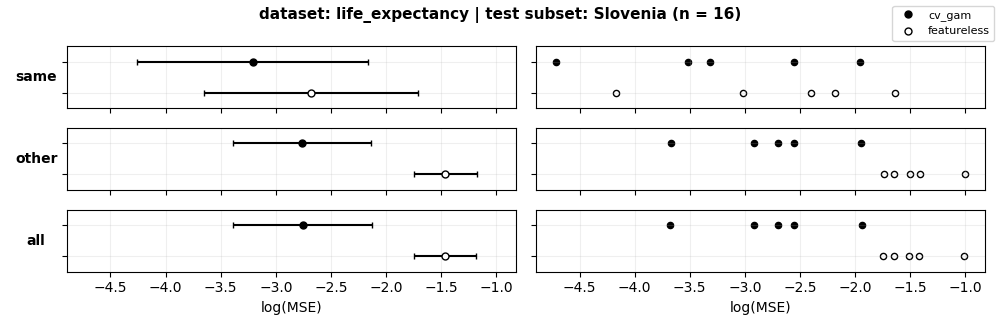 dataset: life_expectancy | test subset: Slovenia (n = 16)
cv_gam
featureless
same
other
all
−4.5 −4.0 −3.5 −3.0 −2.5 −2.0 −1.5 −1.0
log(MSE)
−4.5 −4.0 −3.5 −3.0 −2.5 −2.0 −1.5 −1.0
log(MSE)